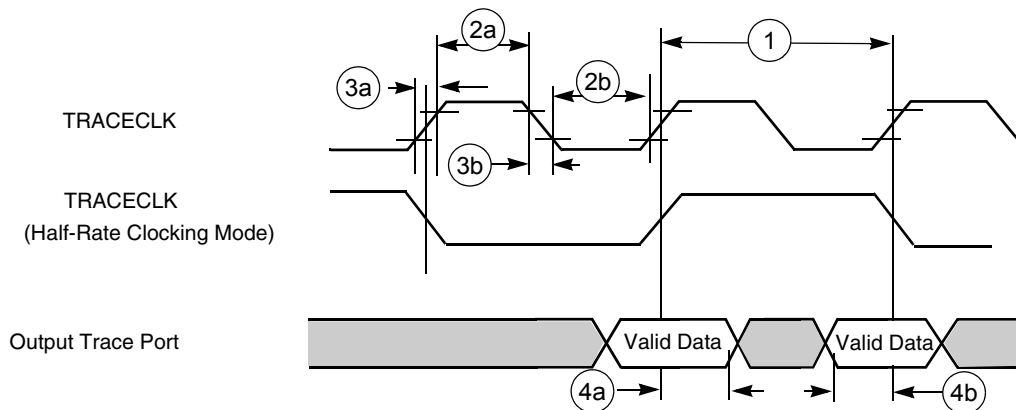 2a
1
3a
2b
TRACECLK
3b
TRACECLK
(Half-Rate Clocking Mode)
Output Trace Port
Valid Data
Valid Data
4a
4b